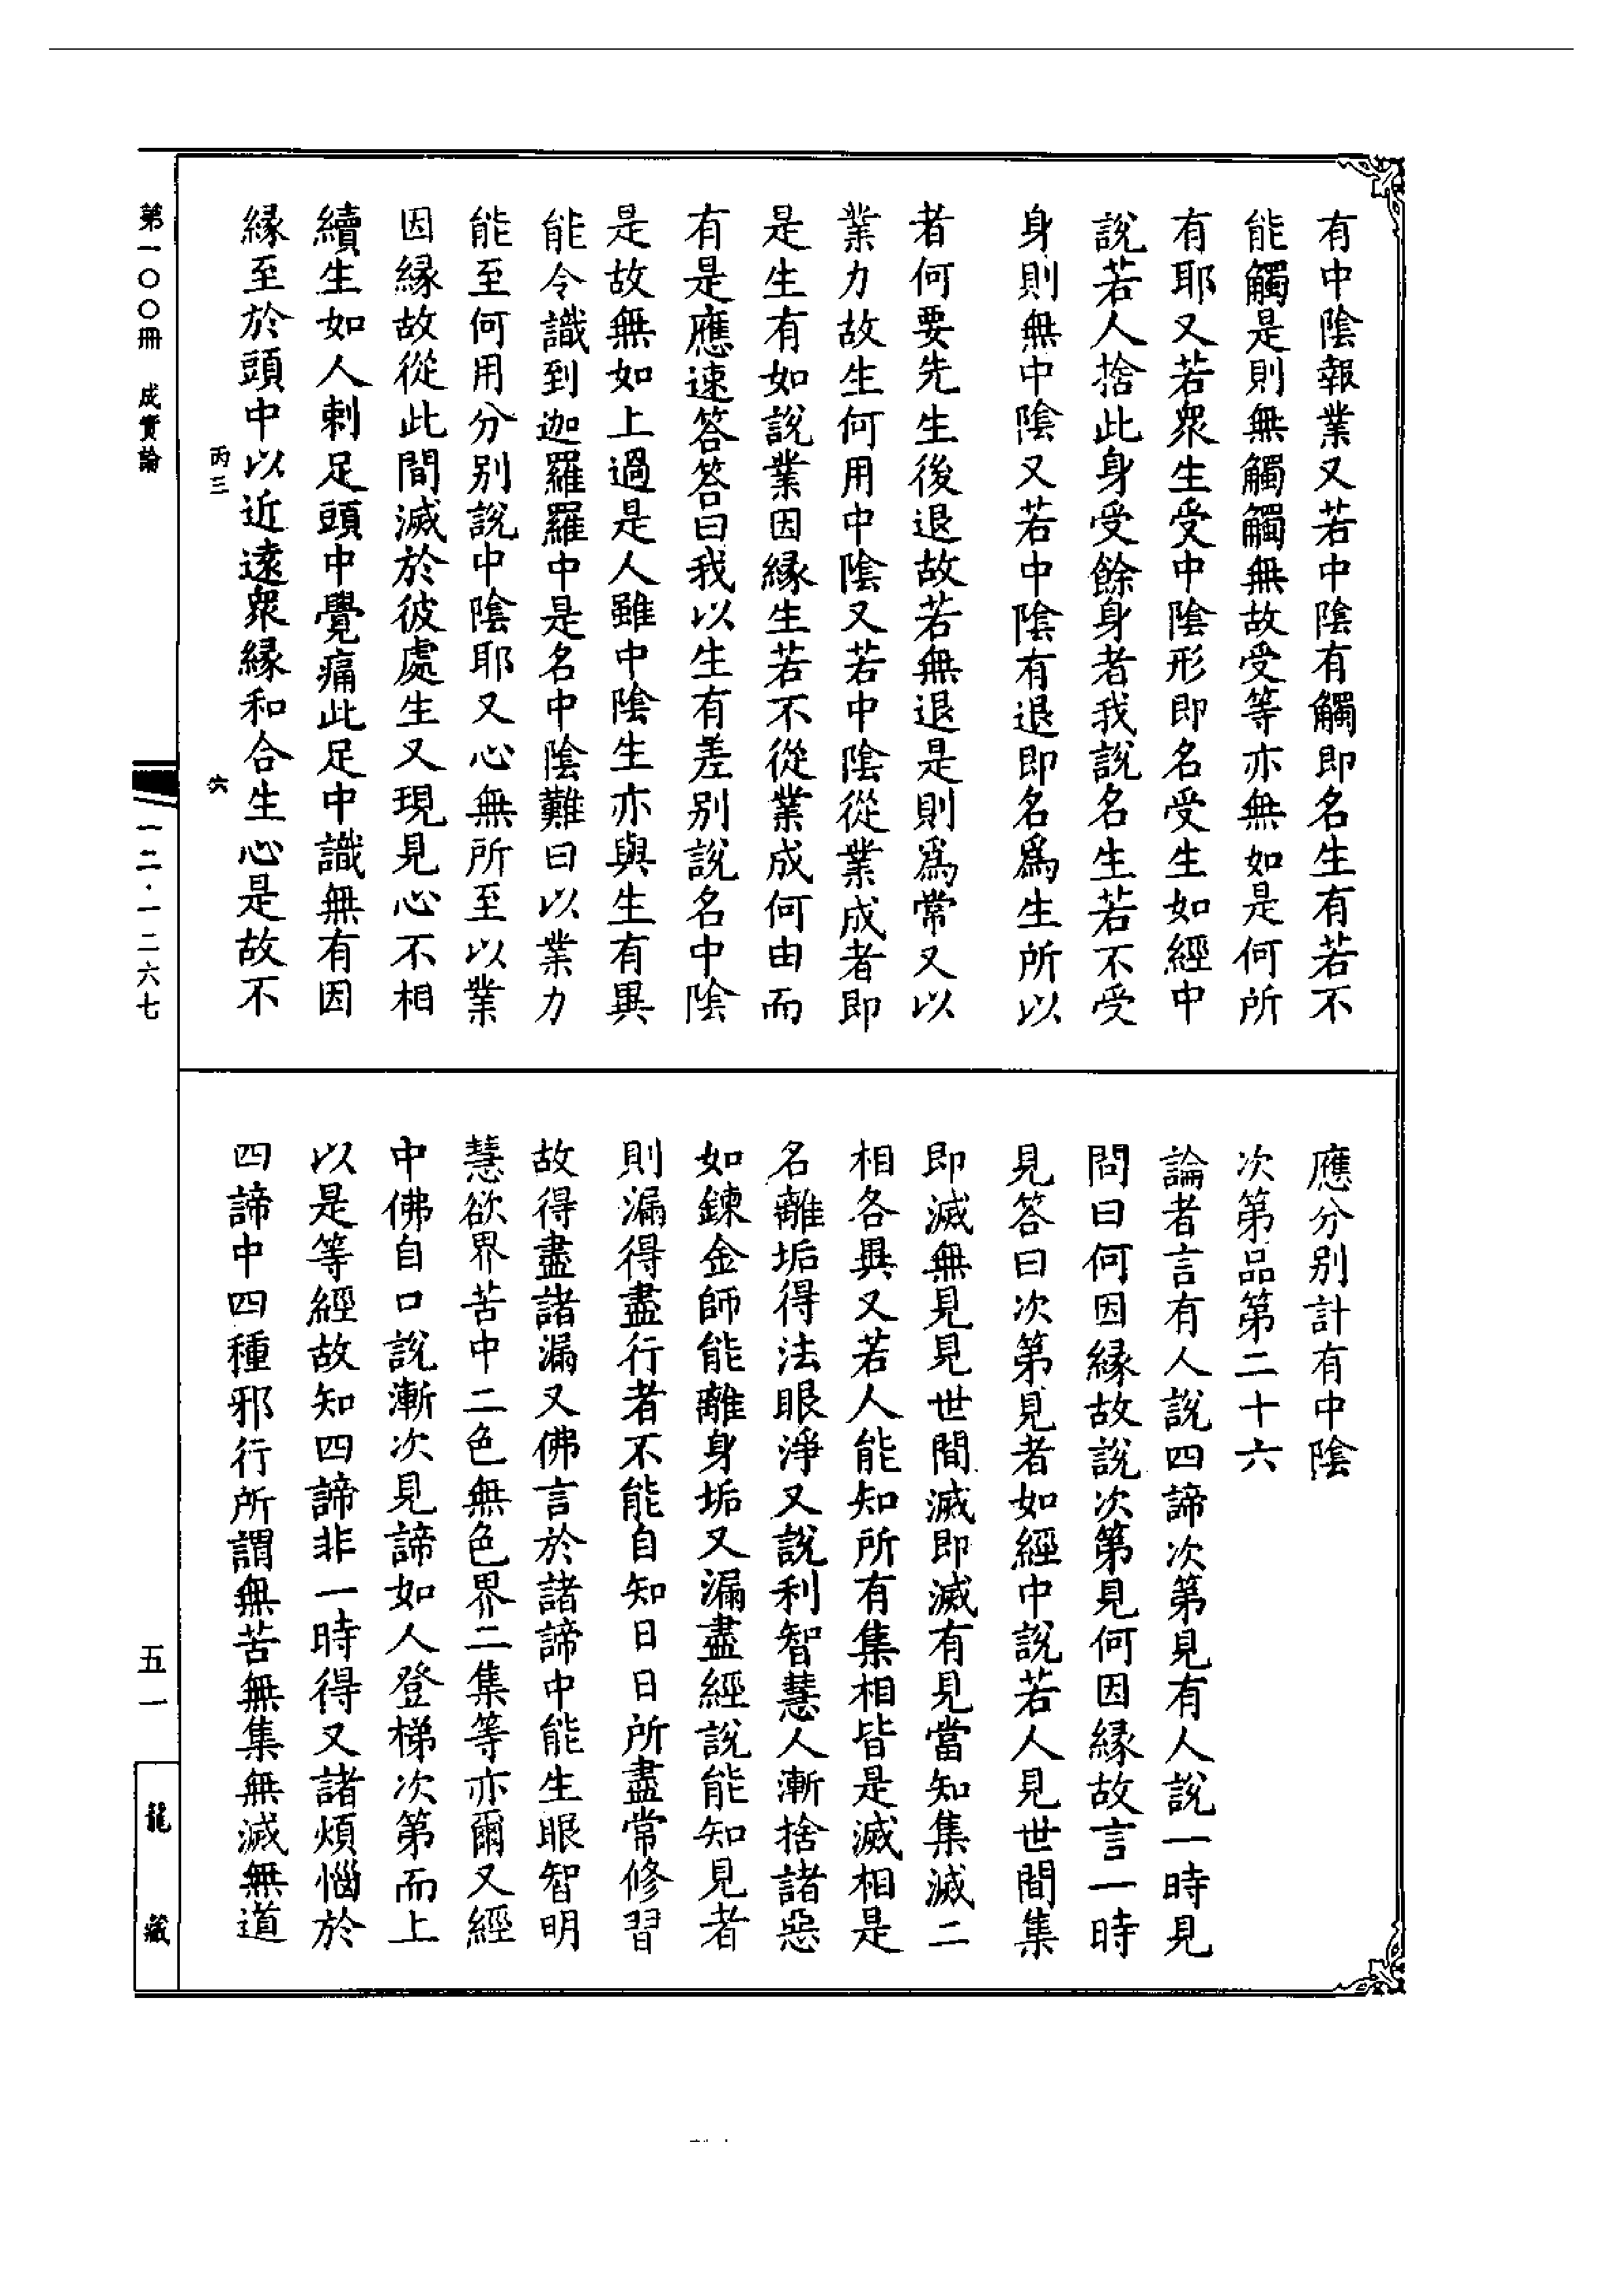 有中陰報業又若中陰有觸即名生有若不
能觸是則無觸觸無故受等亦無如是何所
有耶又若衆生受中陰形即名受生如經中
說若人捨此身受餘身者我說名生若不受
身則無中陰又若中陰有退即名爲生所以
者何要先生後退故若無退是則爲常又以
業力故生何用中陰又若中陰從業成者即
是生有如說業因緣生若不從業成何由而
有是應速答答曰我以生有差别說名中陰
是故無如上過是人雖中陰生亦與生有異
能令識到迦羅羅中是名中陰難曰以業力
能至何用分别說中陰耶又心無所至以業
因緣故從此間滅於彼處生又現見心不相
續生如人刺足頭中覺痛此足中識無有因
緣至於頭中以近遠衆緣和合生心是故不
應分别計有中陰
次第品第二十六
論者言有人說四諦次第見有人說一時見
問曰何因緣故說次第見何因緣故言一時
見答曰次第見者如經中說若人見世間集
即滅無見見世間滅即滅有見當知集滅二
相各異又若人能知所有集相皆是滅相是
名離垢得法眼淨又說利智慧人漸捨諸惡
如鍊金師能離身垢又漏盡經說能知見者
則漏得盡行者不能自知日日所盡常修習
故得盡諸漏又佛言於諸諦中能生眼智明
慧欲界苦中二色無色界二集等亦爾又經
中佛自口說漸次見諦如人登梯次第而上
以是等經故知四諦非一時得又諸煩惱於
四諦中四種邪行所謂無苦無集無滅無道
丙三
六
第一〇〇冊 成實論
一二·一二六七
五一
龍藏